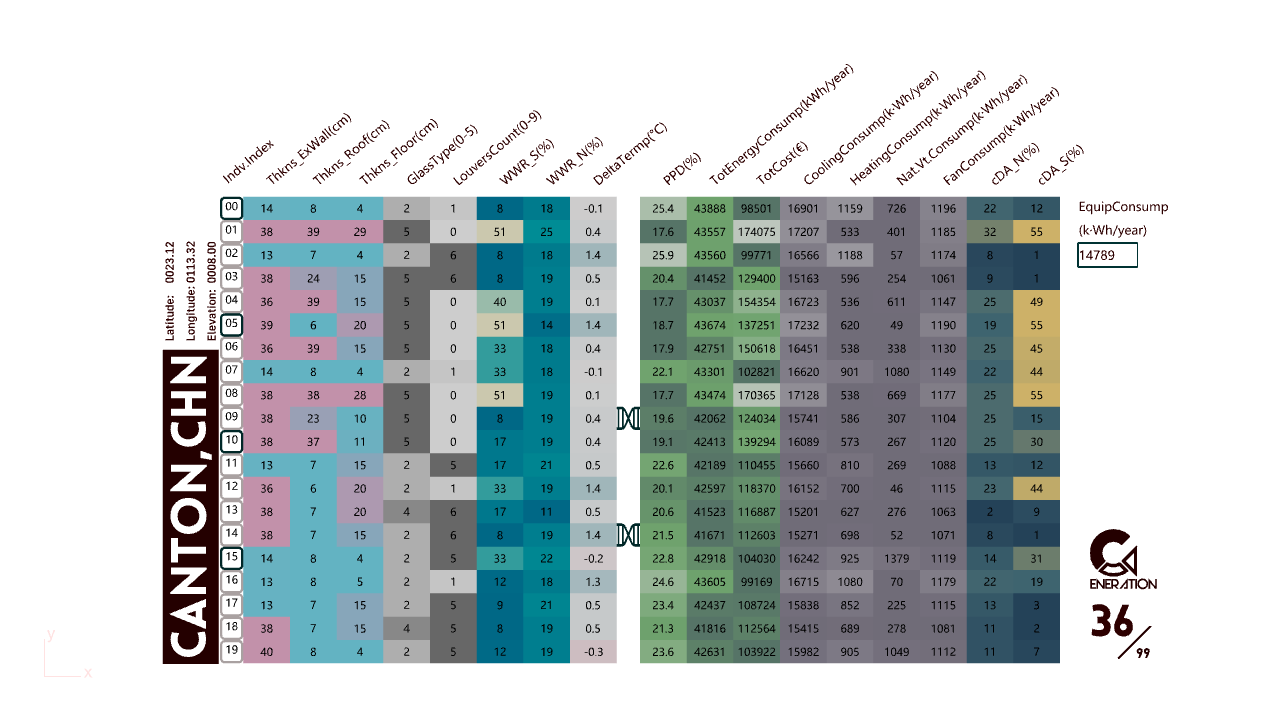 Indv.Index Thkns_ExWall(cm) Thkns_Roof(cm) Thkns_Floor(cm) GlassType(0-5) LouversCount(0-9) WWR_S(%) WWR_N(%) DeltaTermp(°C) PPD(%) TotEnergyConsump(kWh/year) TotCost(€) CoolingConsump(k·Wh/year) HeatingConsump(k·Wh/year) Nat.Vt.Consump(k·Wh/year) FanConsump(k·Wh/year) cDA_N(%) cDA_S(%)
00 14 8 4 2 1 8 18 -0.1 25.4 43888 98501 16901 1159 726 1196 22 12
01 38 39 29 5 0 51 25 0.4 17.6 43557 174075 17207 533 401 1185 32 55
02 13 7 4 2 6 8 18 1.4 25.9 43560 99771 16566 1188 57 1174 8 1
03 38 24 15 5 6 8 19 0.5 20.4 41452 129400 15163 596 254 1061 9 1
04 36 39 15 5 0 40 19 0.1 17.7 43037 154354 16723 536 611 1147 25 49
05 39 6 20 5 0 51 14 1.4 18.7 43674 137251 17232 620 49 1190 19 55
06 36 39 15 5 0 33 18 0.4 17.9 42751 150618 16451 538 338 1130 25 45
07 14 8 4 2 1 33 18 -0.1 22.1 43301 102821 16620 901 1080 1149 22 44
08 38 38 28 5 0 51 19 0.1 17.7 43474 170365 17128 538 669 1177 25 55
09 38 23 10 5 0 8 19 0.4 19.6 42062 124034 15741 586 307 1104 25 15
10 38 37 11 5 0 17 19 0.4 19.1 42413 139294 16089 573 267 1120 25 30
11 13 7 15 2 5 17 21 0.5 22.6 42189 110455 15660 810 269 1088 13 12
12 36 6 20 2 1 33 19 1.4 20.1 42597 118370 16152 700 46 1115 23 44
13 38 7 20 4 6 17 11 0.5 20.6 41523 116887 15201 627 276 1063 2 9
14 38 7 15 2 6 8 19 1.4 21.5 41671 112603 15271 698 52 1071 8 1
15 14 8 4 2 5 33 22 -0.2 22.8 42918 104030 16242 925 1379 1119 14 31
16 13 8 5 2 1 12 18 1.3 24.6 43605 99169 16715 1080 70 1179 22 19
17 13 7 15 2 5 9 21 0.5 23.4 42437 108724 15838 852 225 1115 13 3
18 38 7 15 4 5 8 19 0.5 21.3 41816 112564 15415 689 278 1081 11 2
19 40 8 4 2 5 12 19 -0.3 23.6 42631 103922 15982 905 1049 1112 11 7
Latitude: 0023.12
Longitude: 0113.32
Elevation: 0008.00
CANTON,CHN
EquipConsump
(k·Wh/year)
14789
G
ENERATION
36/99
y
x